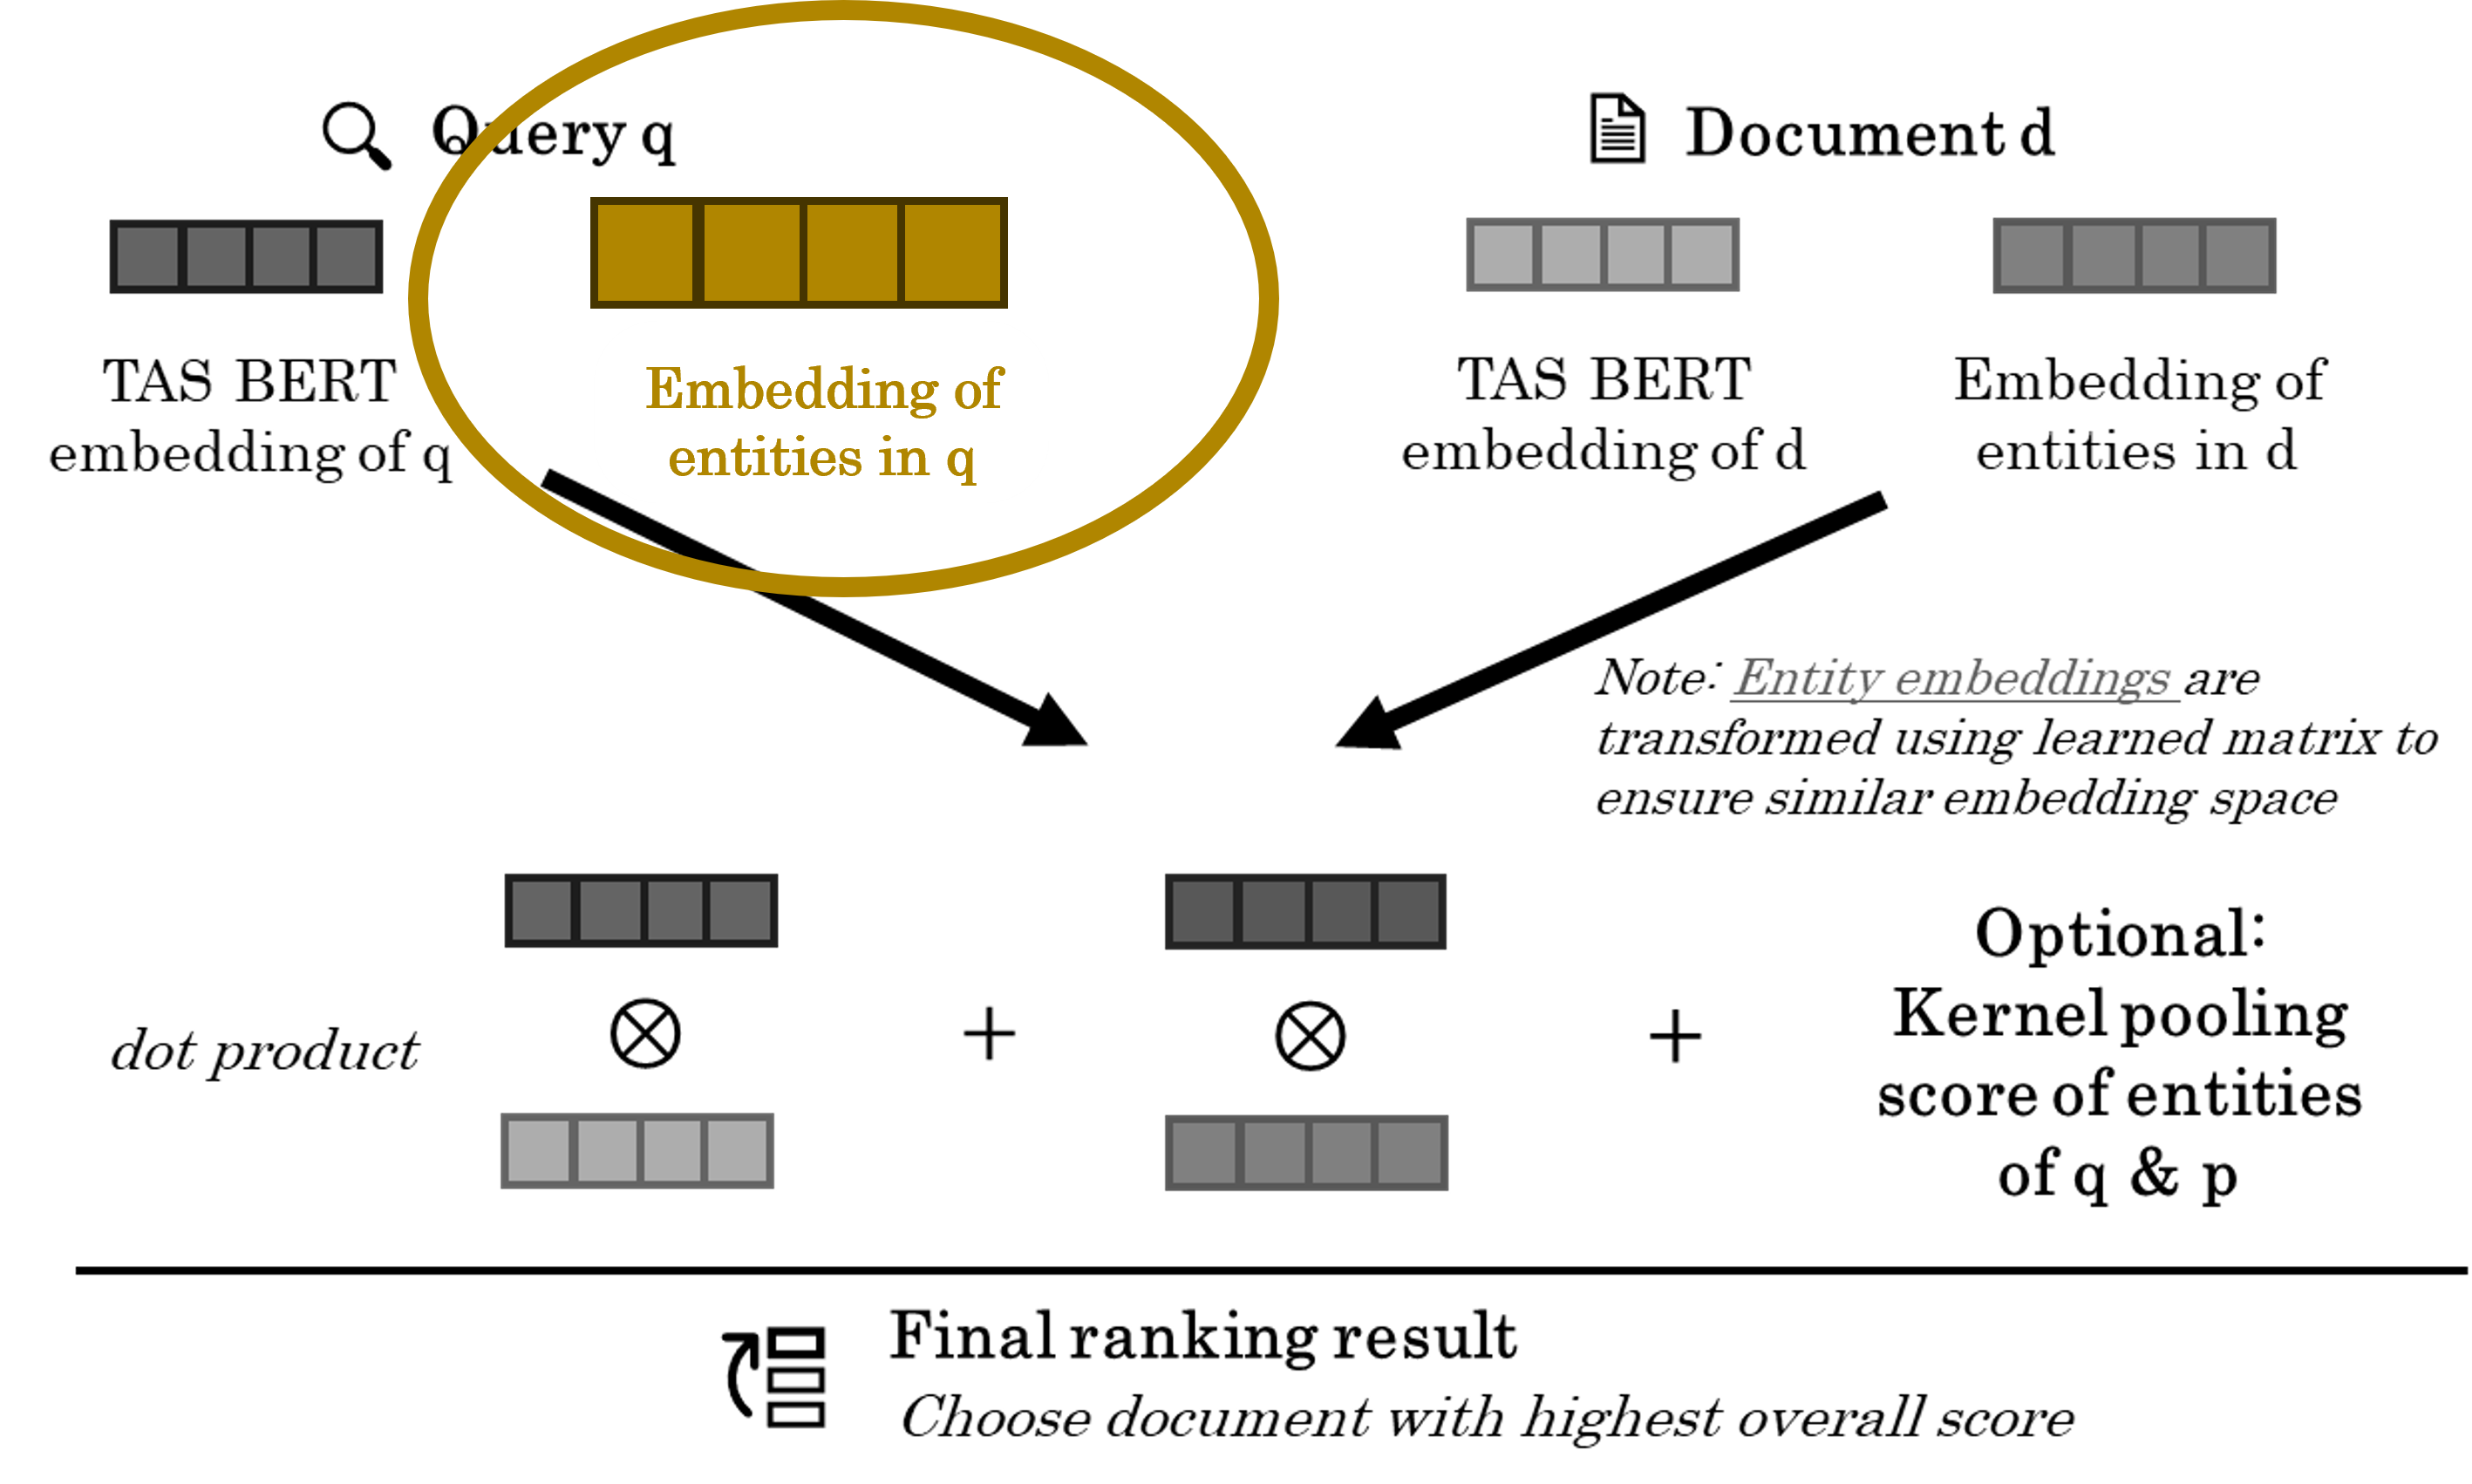 Query q
Document d
TAS BERT
embedding of q
Embedding of
entities in q
TAS BERT
embedding of d
Embedding of
entities in d
Note: Entity embeddings are
transformed using learned matrix to
ensure similar embedding space
dot product
+
+
Optional:
Kernel pooling
score of entities
of q & p
Final ranking result
Choose document with highest overall score